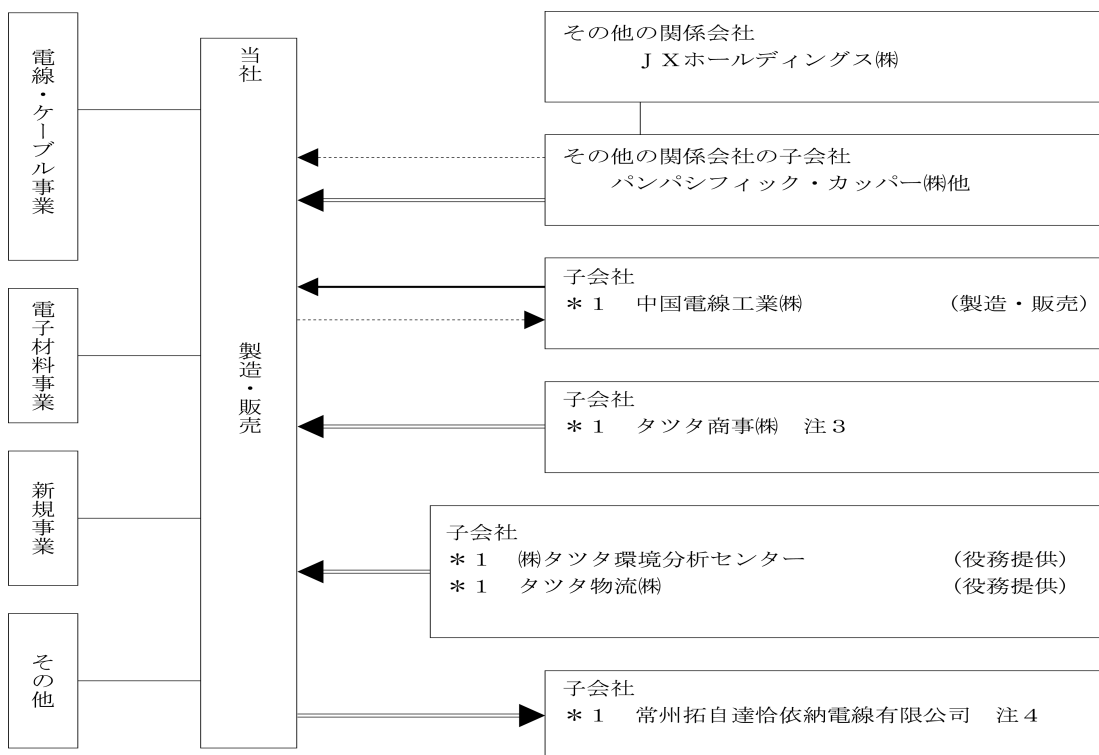 電線・ケーブル事業
電子材料事業
新規事業
その他
当社
製造・販売
その他の関係会社
ＪＸホールディングス㈱
その他の関係会社の子会社
パンパシフィック・カッパー㈱他
子会社
＊１　中国電線工業㈱　（製造・販売）
子会社
＊１　タツタ商事㈱　注３
子会社
＊１　㈱タツタ環境分析センター　（役務提供）
＊１　タツタ物流㈱　（役務提供）
子会社
＊１　常州拓自達恰依納電線有限公司　注４